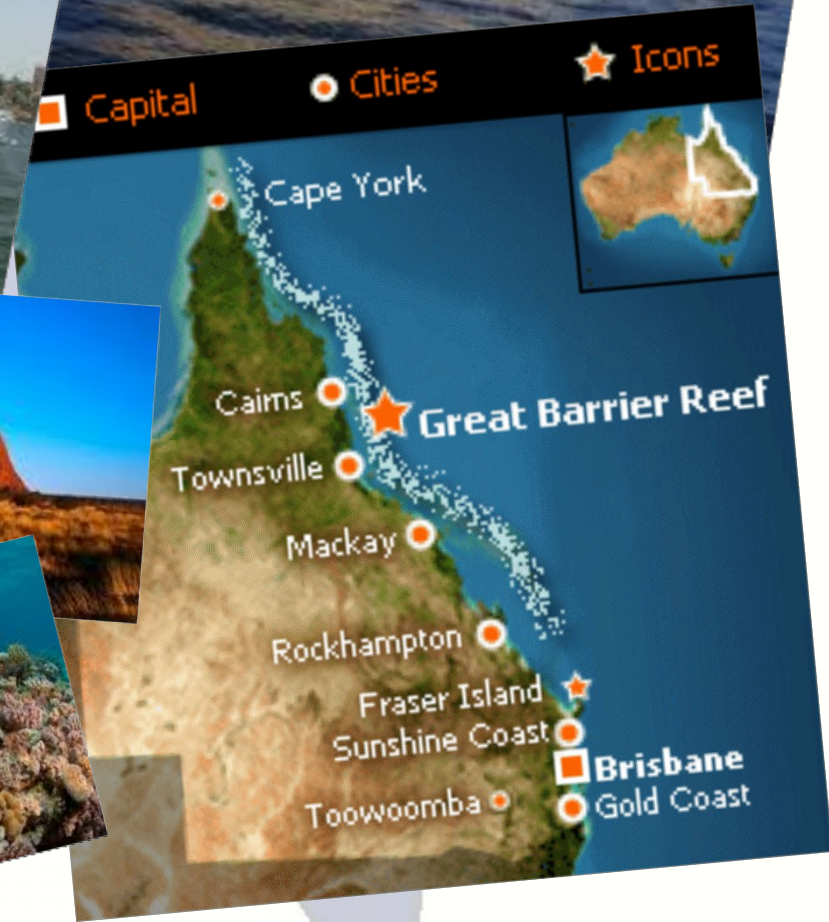 Capital
Cities
Icons
Cape York
Cairns
Great Barrier Reef
Townsville
Mackay
Rockhampton
Fraser Island
Sunshine Coast
Brisbane
Toowoomba
Gold Coast